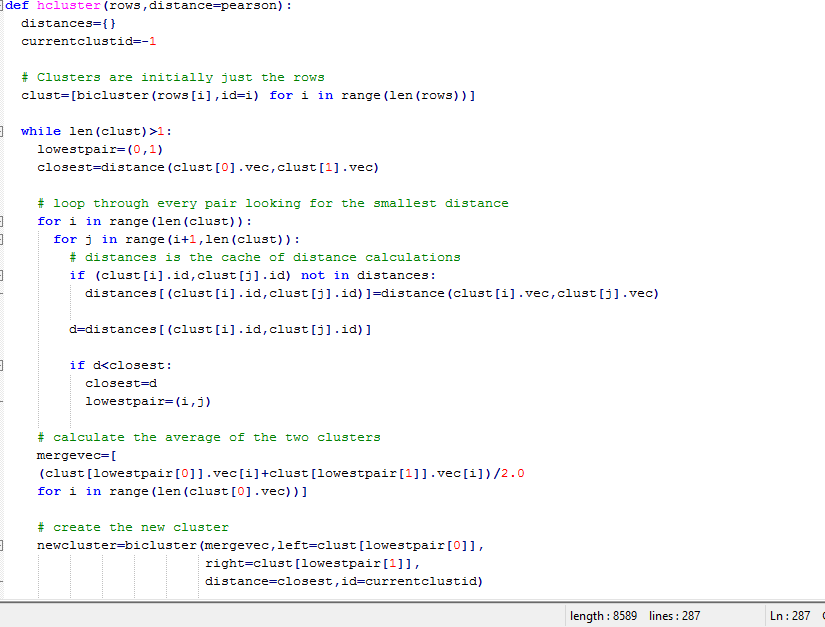 def hcluster(rows,distance=pearson):
  distances={}
  currentclustid=-1
  # Clusters are initially just the rows
  clust=[bicluster(rows[i],id=i) for i in range(len(rows))]
  while len(clust)>1:
    lowestpair=(0,1)
    closest=distance(clust[0].vec,clust[1].vec)
    # loop through every pair looking for the smallest distance
    for i in range(len(clust)):
      for j in range(i+1,len(clust)):
        # distances is the cache of distance calculations
        if (clust[i].id,clust[j].id) not in distances:
          distances[(clust[i].id,clust[j].id)]=distance(clust[i].vec,clust[j].vec)
        d=distances[(clust[i].id,clust[j].id)]
        if d<closest:
          closest=d
          lowestpair=(i,j)
    # calculate the average of the two clusters
    mergevec=[
    (clust[lowestpair[0]].vec[i]+clust[lowestpair[1]].vec[i])/2.0
    for i in range(len(clust[0].vec))]
    # create the new cluster
    newcluster=bicluster(mergevec,left=clust[lowestpair[0]],
                         right=clust[lowestpair[1]],
                         distance=closest,id=currentclustid)
length : 8589 lines : 287 Ln : 287